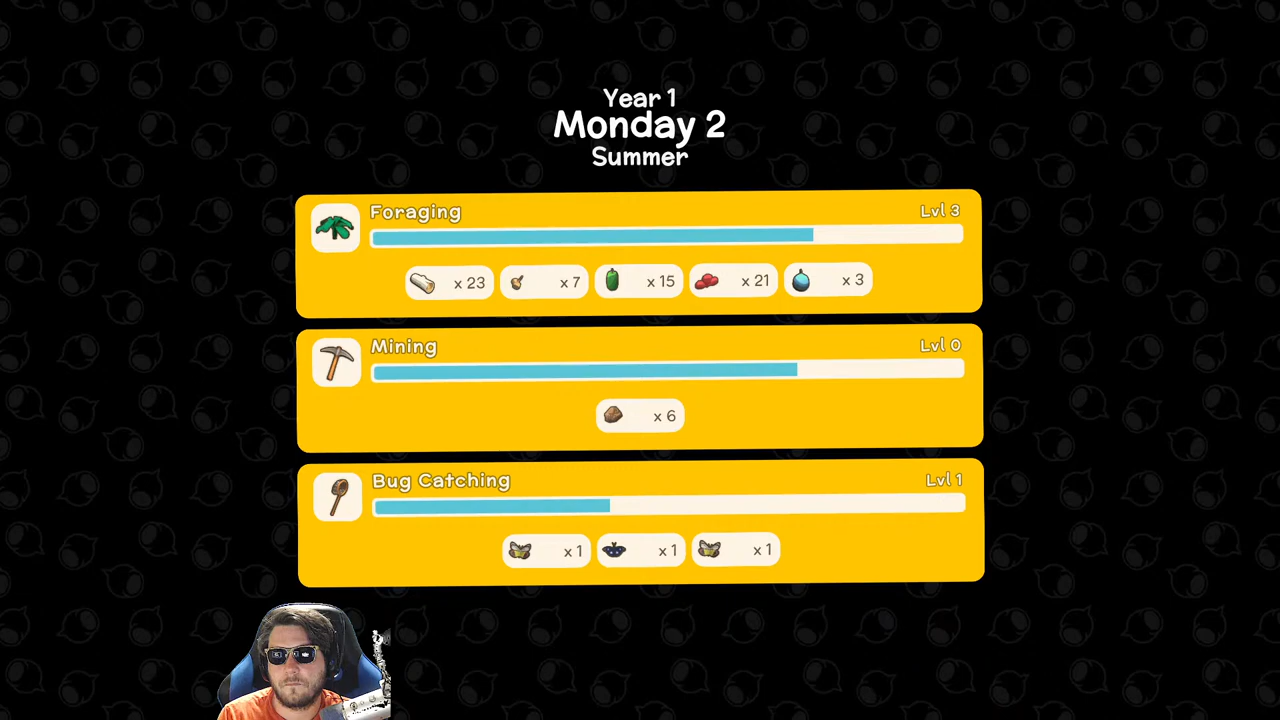 Year 1
Monday 2
Summer
Foraging Lvl 3
x 23 x 7 x 15 x 21 x 3
Mining Lvl 0
x 6
Bug Catching Lvl 1
x 1 x 1 x 1